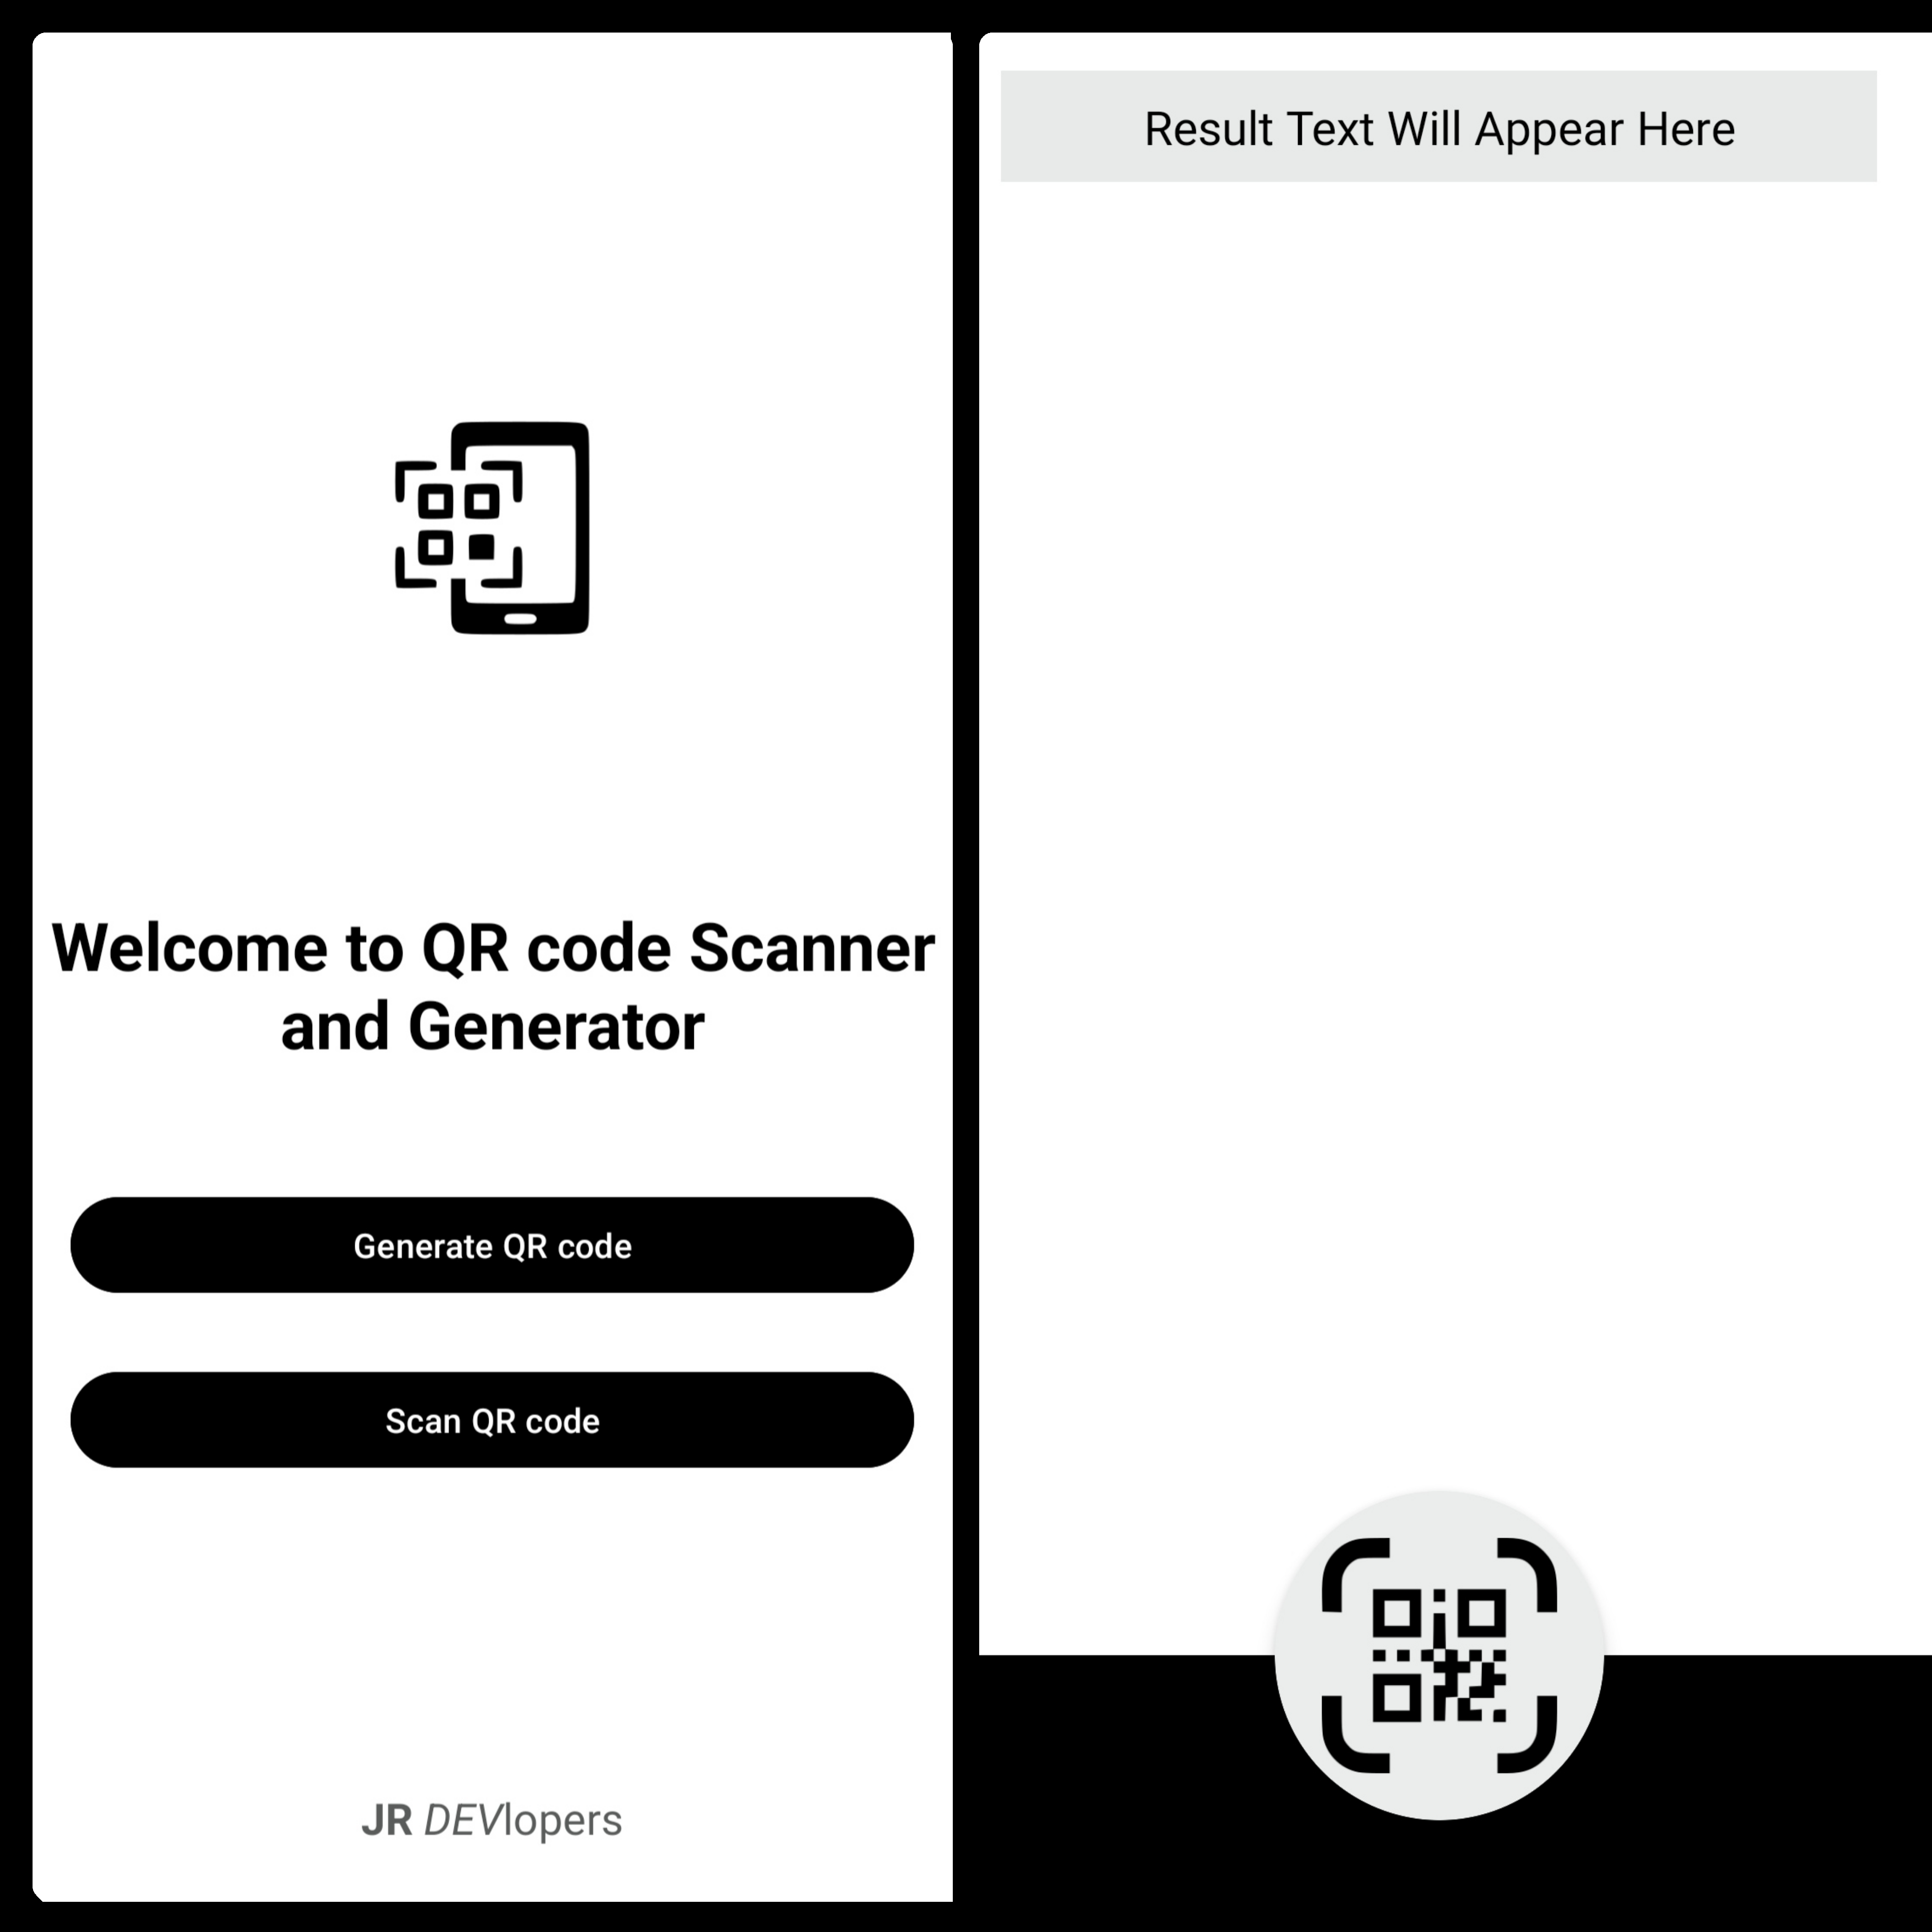 Welcome to QR code Scanner
and Generator
Generate QR code
Scan QR code
JR DEVlopers
Result Text Will Appear Here